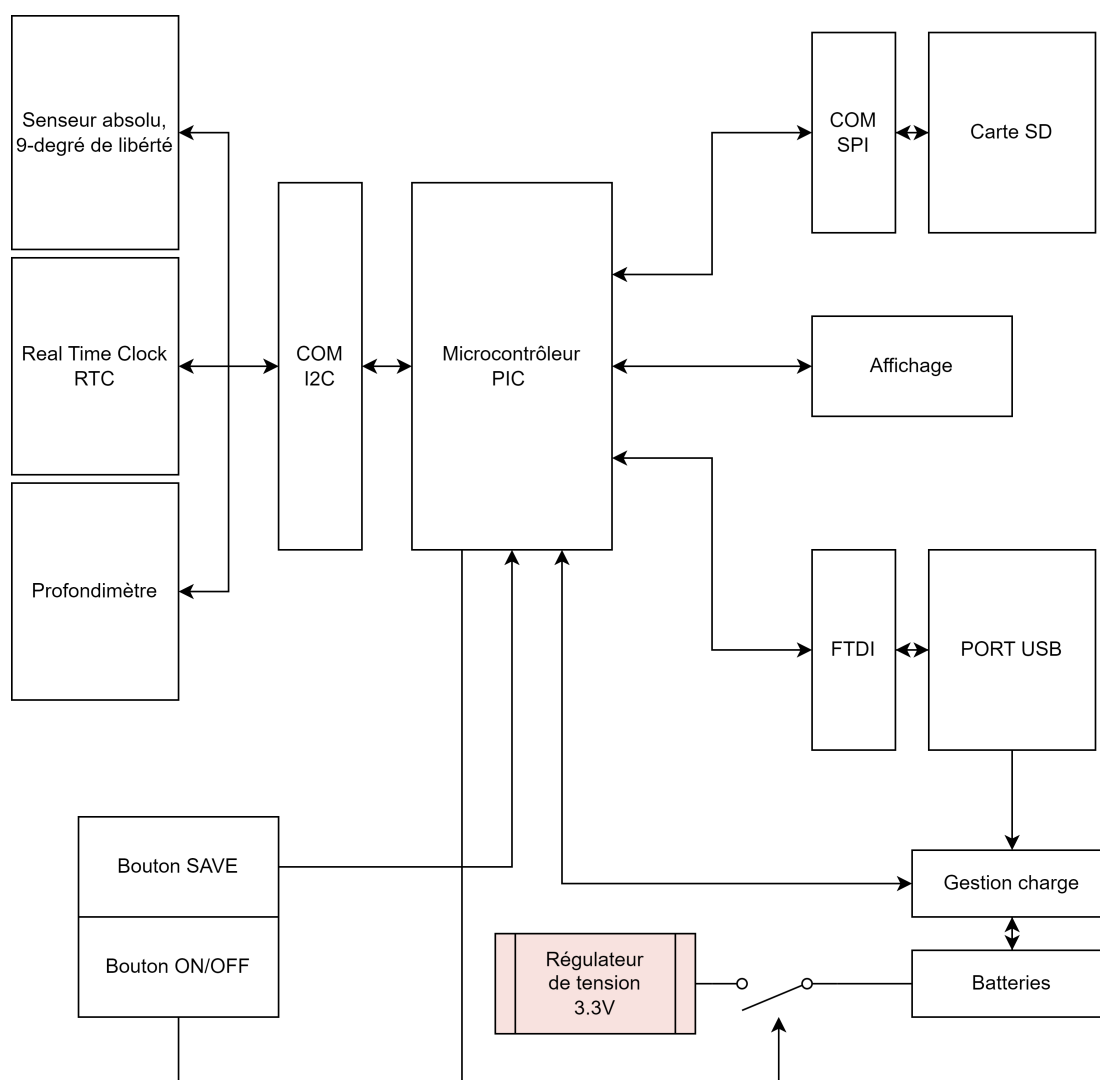 Senseur absolu,
9-degré de libérté
Real Time Clock
RTC
Profondimètre
COM
I2C
Microcontrôleur
PIC
COM
SPI
Carte SD
Affichage
FTDI
PORT USB
Bouton SAVE
Bouton ON/OFF
Gestion charge
Régulateur
de tension
3.3V
Batteries